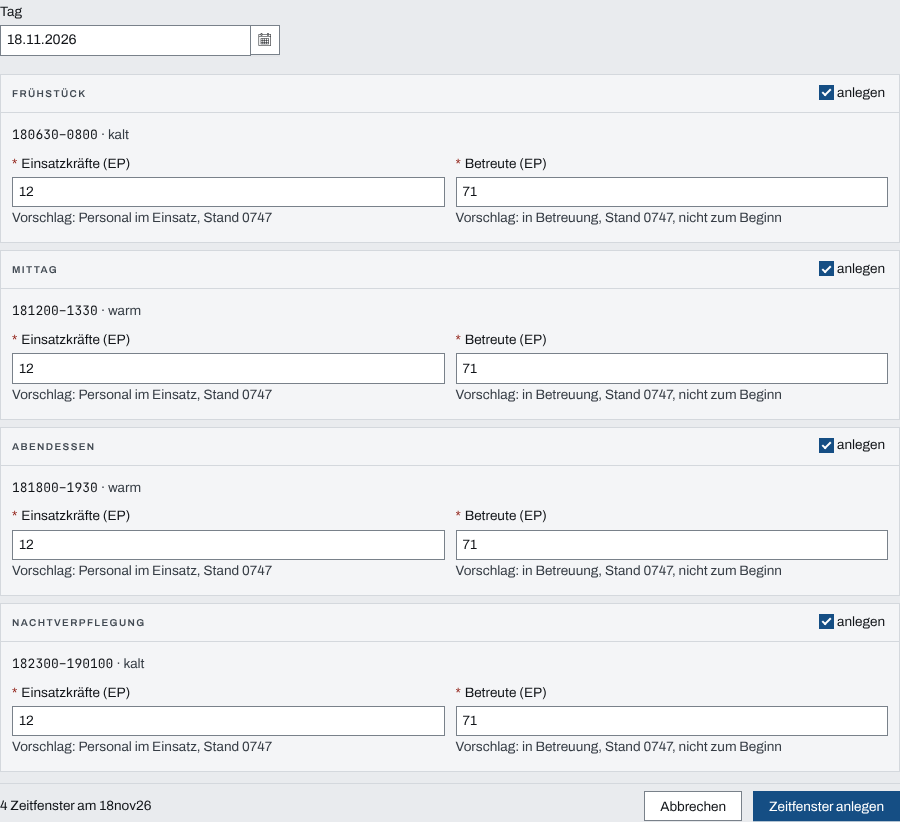 Tag
18.11.2026
FRÜHSTÜCK
anlegen
180630–0800 · kalt
* Einsatzkräfte (EP) * Betreute (EP)
12 71
Vorschlag: Personal im Einsatz, Stand 0747 Vorschlag: in Betreuung, Stand 0747, nicht zum Beginn
MITTAG
anlegen
181200–1330 · warm
* Einsatzkräfte (EP) * Betreute (EP)
12 71
Vorschlag: Personal im Einsatz, Stand 0747 Vorschlag: in Betreuung, Stand 0747, nicht zum Beginn
ABENDESSEN
anlegen
181800–1930 · warm
* Einsatzkräfte (EP) * Betreute (EP)
12 71
Vorschlag: Personal im Einsatz, Stand 0747 Vorschlag: in Betreuung, Stand 0747, nicht zum Beginn
NACHTVERPFLEGUNG
anlegen
182300–190100 · kalt
* Einsatzkräfte (EP) * Betreute (EP)
12 71
Vorschlag: Personal im Einsatz, Stand 0747 Vorschlag: in Betreuung, Stand 0747, nicht zum Beginn
4 Zeitfenster am 18nov26
Abbrechen
Zeitfenster anlegen